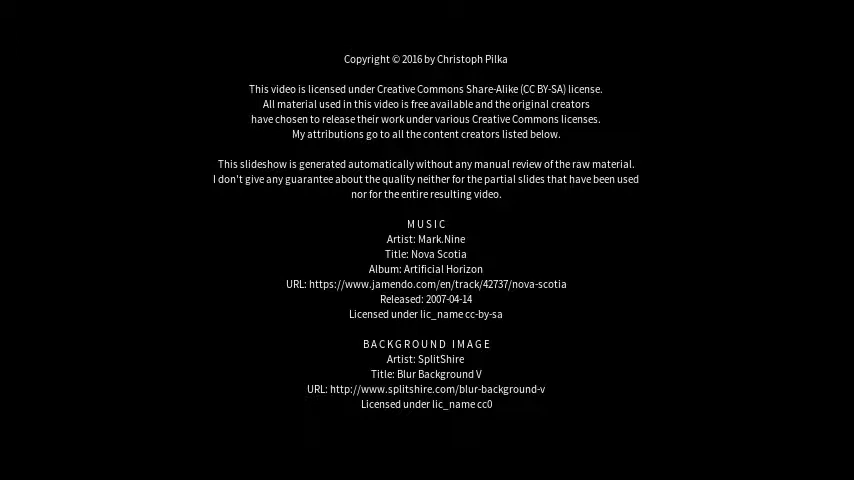 Copyright © 2016 by Christoph Pilka
This video is licensed under Creative Commons Share-Alike (CC BY-SA) license.
All material used in this video is free available and the original creators
have chosen to release their work under various Creative Commons licenses.
My attributions go to all the content creators listed below.
This slideshow is generated automatically without any manual review of the raw material.
I don't give any guarantee about the quality neither for the partial slides that have been used
nor for the entire resulting video.
MUSIC
Artist: Mark.Nine
Title: Nova Scotia
Album: Artificial Horizon
URL: https://www.jamendo.com/en/track/42737/nova-scotia
Released: 2007-04-14
Licensed under lic_name cc-by-sa
BACKGROUND IMAGE
Artist: SplitShire
Title: Blur Background V
URL: http://www.splitshire.com/blur-background-v
Licensed under lic_name cc0